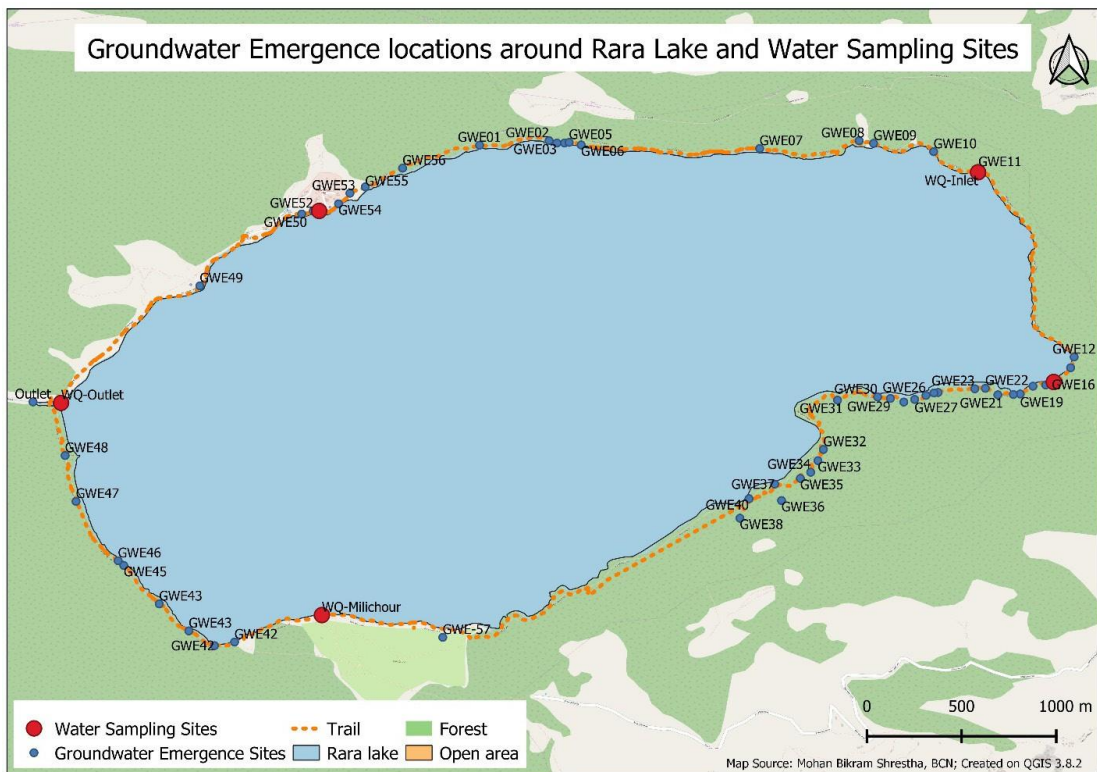 Groundwater Emergence locations around Rara Lake and Water Sampling Sites
GWE01
GWE02
GWE03
GWE05
GWE06
GWE07
GWE08
GWE09
GWE10
GWE11
WQ-Inlet
GWE56
GWE55
GWE53
GWE54
GWE52
GWE50
GWE49
GWE12
GWE16
GWE19
GWE22
GWE21
GWE23
GWE26
GWE27
GWE30
GWE29
GWE31
GWE32
GWE33
GWE34
GWE35
GWE37
GWE36
GWE40
GWE38
Outlet
WQ-Outlet
GWE48
GWE47
GWE46
GWE45
GWE43
GWE43
GWE42
GWE42
WQ-Milichour
GWE-57
0 500 1000 m
Water Sampling Sites
Groundwater Emergence Sites
Trail
Rara lake
Forest
Open area
Map Source: Mohan Bikram Shrestha, BCN; Created on QGIS 3.8.2